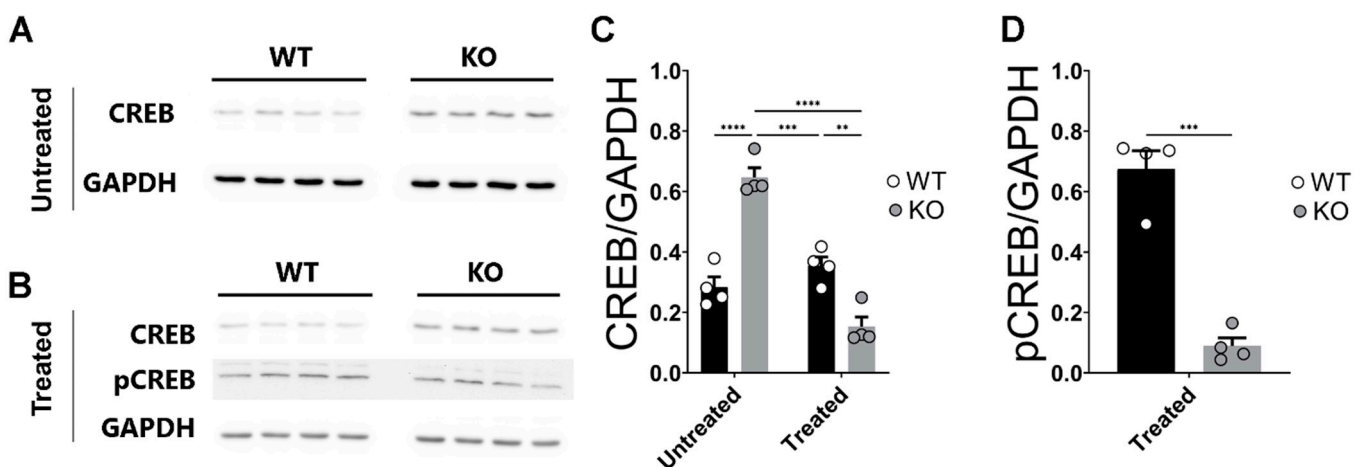 A
WT KO
Untreated
CREB
GAPDH
B
WT KO
Treated
CREB
pCREB
GAPDH
C
CREB/GAPDH
1.0
0.8
0.6
0.4
0.2
0.0
****
**** *** **
WT
KO
Untreated Treated
D
pCREB/GAPDH
1.0
0.8
0.6
0.4
0.2
0.0
***
WT
KO
Treated